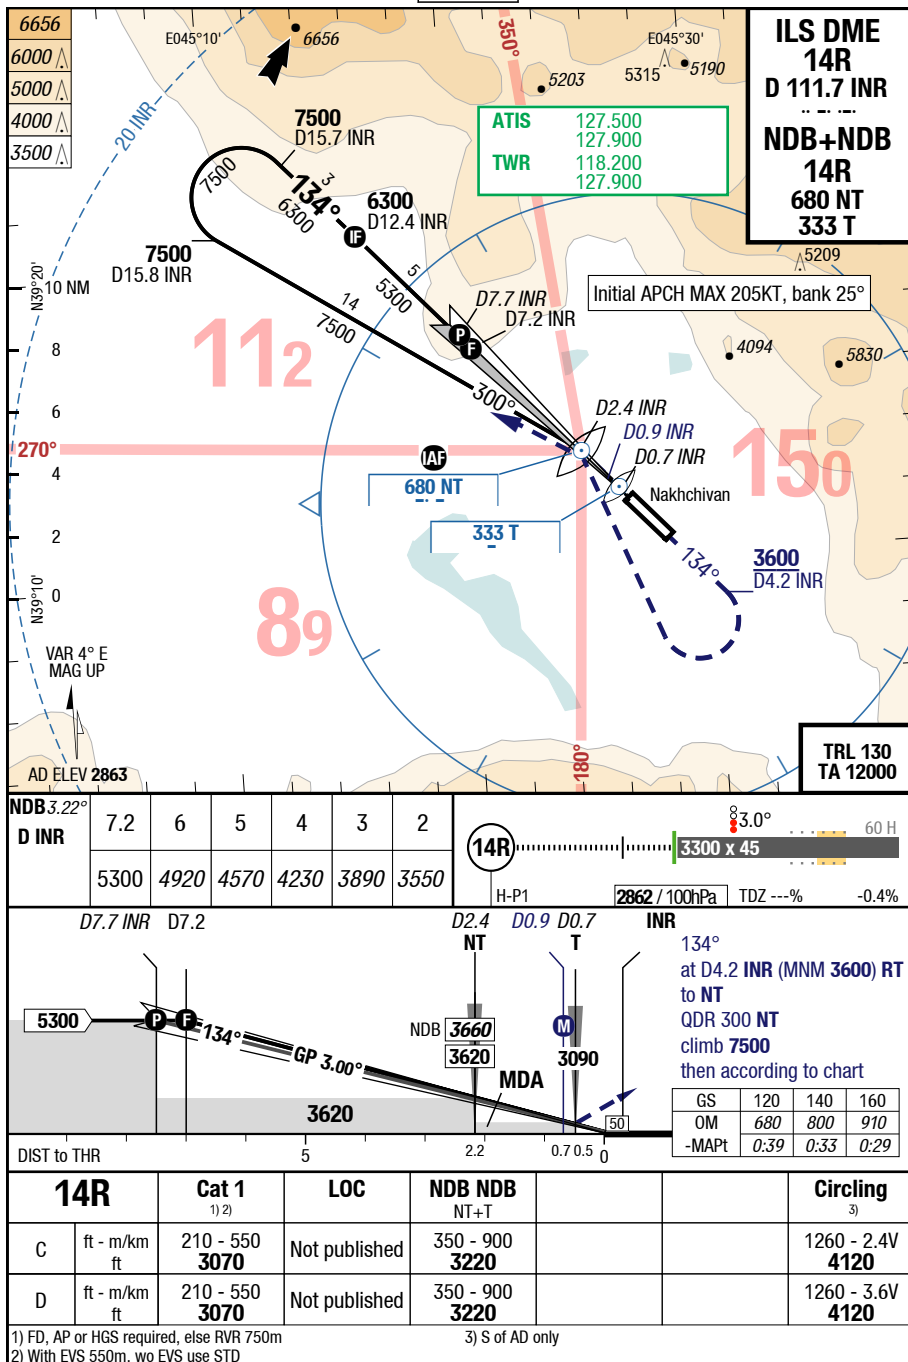 6656
6000
5000
4000
3500
E045°10'
6656
350°
E045°30'
5315
5190
5203
20 INR
7500
D15.7 INR
ATIS 127.500
127.900
TWR 118.200
127.900
ILS DME
14R
D 111.7 INR
NDB+NDB
14R
680 NT
333 T
7500
3
134°
6300
6300
D12.4 INR
IF
7500
D15.8 INR
5209
N39°20'
10 NM
5
5300
D7.7 INR
D7.2 INR
Initial APCH MAX 205KT, bank 25°
14
7500
P
F
112
4094
5830
8
6
300°
D2.4 INR
D0.9 INR
D0.7 INR
270°
IAF
150
4
680 NT
Nakhchivan
333 T
2
134°
3600
D4.2 INR
N39°10'
0
89
VAR 4° E
MAG UP
180°
AD ELEV 2863
TRL 130
TA 12000
NDB 3.22°
D INR
7.2 6 5 4 3 2
5300 4920 4570 4230 3890 3550
14R
3.0°
60 H
3300 x 45
H-P1
2862 / 100hPa
TDZ ---%
-0.4%
D7.7 INR D7.2 D2.4 D0.9 D0.7 INR
NT T
5300
P
F
134°
GP 3.00°
NDB 3660
3620
M
3090
MDA
3620
50
134°
at D4.2 INR (MNM 3600) RT
to NT
QDR 300 NT
climb 7500
then according to chart
GS 120 140 160
OM 680 800 910
-MAPt 0:39 0:33 0:29
DIST to THR 5 2.2 0.7 0.5 0
14R Cat 1 LOC NDB NDB Circling
1) 2) NT+T 3)
C ft - m/km 210 - 550 Not published 350 - 900 1260 - 2.4V
ft 3070 3220 4120
D ft - m/km 210 - 550 Not published 350 - 900 1260 - 3.6V
ft 3070 3220 4120
1) FD, AP or HGS required, else RVR 750m 3) S of AD only
2) With EVS 550m, wo EVS use STD